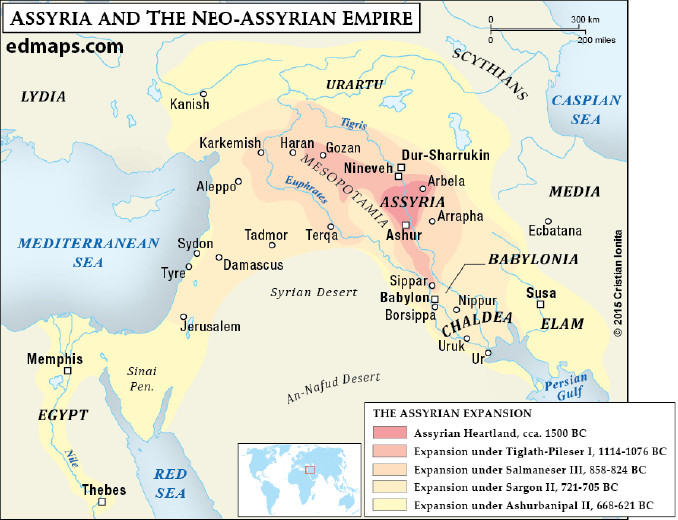 ASSYRIA AND THE NEO-ASSYRIAN EMPIRE
edmaps.com
0 300 km
0 200 miles
SCYTHIANS
URARTU
LYDIA
CASPIAN
SEA
Kanish
Tigris
Karkemish
Haran
Gozan
Dur-Sharrukin
Nineveh
MESOPOTAMIA
Arbela
MEDIA
Aleppo
Euphrates
ASSYRIA
Arrapha
Ecbatana
MEDITERRANEAN
SEA
Sydon
Tadmor
Terqa
Ashur
Tyre
Damascus
BABYLONIA
Syrian Desert
Sippar
Babylon
Borsippa
Nippur
Susa
CHALDEA
ELAM
Jerusalem
Uruk
Ur
Memphis
Sinai
Pen.
An-Nafud Desert
Persian
Gulf
EGYPT
Nile
RED
SEA
Thebes
© 2015 Cristian Ionita
THE ASSYRIAN EXPANSION
Assyrian Heartland, cca. 1500 BC
Expansion under Tiglath-Pileser I, 1114-1076 BC
Expansion under Salmaneser III, 858-824 BC
Expansion under Sargon II, 721-705 BC
Expansion under Ashurbanipal II, 668-621 BC